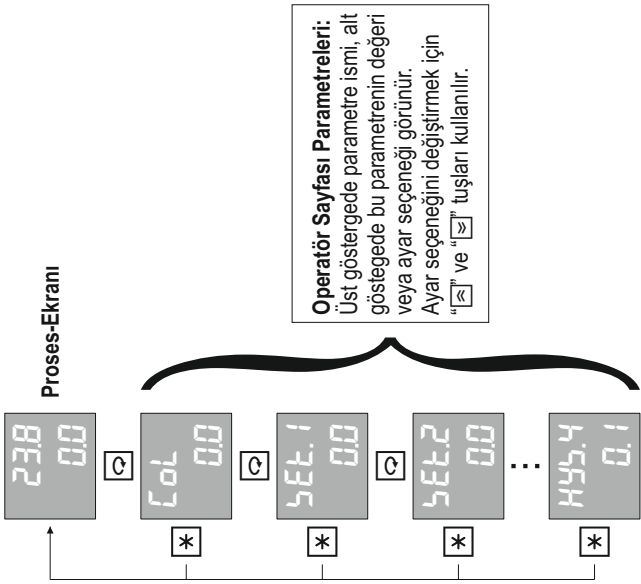 Proses-Ekranı
23.8
0.0
CoL
0.0
SEt.1
0.0
SEt.2
0.0
...
HYS.4
0.1
Operatör Sayfası Parametreleri:
Üst göstergede parametre ismi, alt
göstegede bu parametrenin değeri
veya ayar seçeneği görünür.
Ayar seçeneğini değiştirmek için
“︽” ve “︾” tuşları kullanılır.